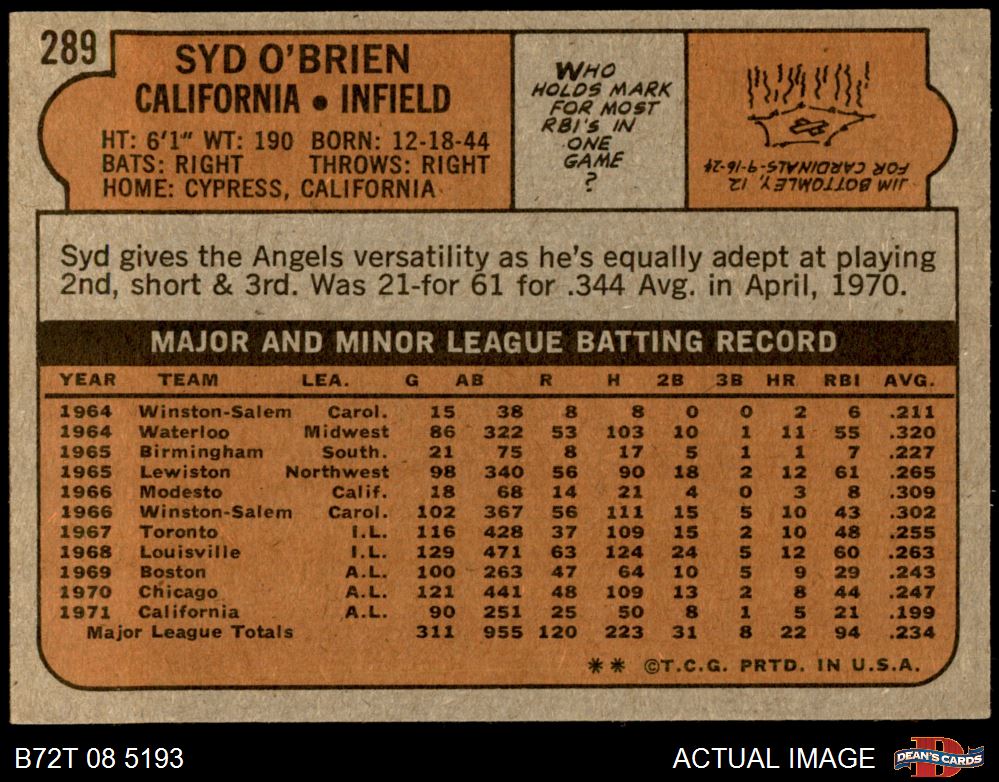 289
SYD O'BRIEN
CALIFORNIA • INFIELD
HT: 6'1" WT: 190 BORN: 12-18-44
BATS: RIGHT THROWS: RIGHT
HOME: CYPRESS, CALIFORNIA
WHO
HOLDS MARK
FOR MOST
RBI'S IN
ONE
GAME
?
JIM BOTTOMLEY, 12,
FOR CARDINALS-9-16-24
Syd gives the Angels versatility as he's equally adept at playing
2nd, short & 3rd. Was 21-for 61 for .344 Avg. in April, 1970.
MAJOR AND MINOR LEAGUE BATTING RECORD
YEAR TEAM LEA. G AB R H 2B 3B HR RBI AVG.
1964 Winston-Salem Carol. 15 38 8 8 0 0 2 6 .211
1964 Waterloo Midwest 86 322 53 103 10 1 11 55 .320
1965 Birmingham South. 21 75 8 17 5 1 1 7 .227
1965 Lewiston Northwest 98 340 56 90 18 2 12 61 .265
1966 Modesto Calif. 18 68 14 21 4 0 3 8 .309
1966 Winston-Salem Carol. 102 367 56 111 15 5 10 43 .302
1967 Toronto I.L. 116 428 37 109 15 2 10 48 .255
1968 Louisville I.L. 129 471 63 124 24 5 12 60 .263
1969 Boston A.L. 100 263 47 64 10 5 9 29 .243
1970 Chicago A.L. 121 441 48 109 13 2 8 44 .247
1971 California A.L. 90 251 25 50 8 1 5 21 .199
Major League Totals 311 955 120 223 31 8 22 94 .234
** ©T.C.G. PRTD. IN U.S.A.
B72T 08 5193
ACTUAL IMAGE
DEAN'S CARDS